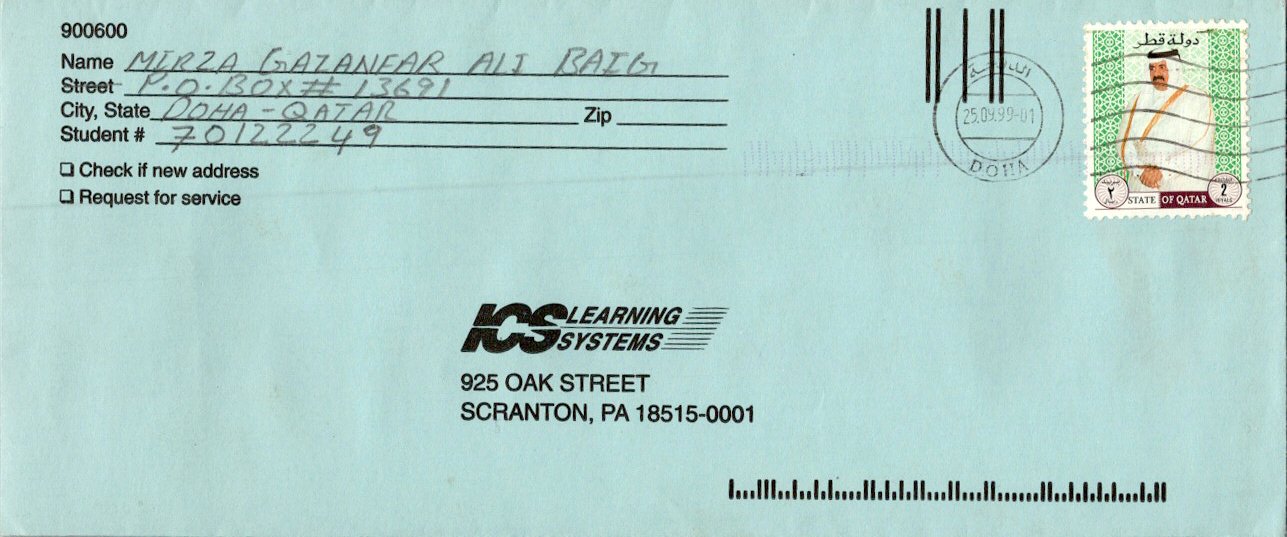 900600
Name MIRZA GAZANFAR ALI BAIG
Street P.O.BOX # 13691
City, State DOHA - QATAR Zip
Student # 70122249
❏ Check if new address
❏ Request for service
25.09.99-01
DOHA
دولة قطر
٢
STATE OF QATAR
2
ICS LEARNING
SYSTEMS
925 OAK STREET
SCRANTON, PA 18515-0001